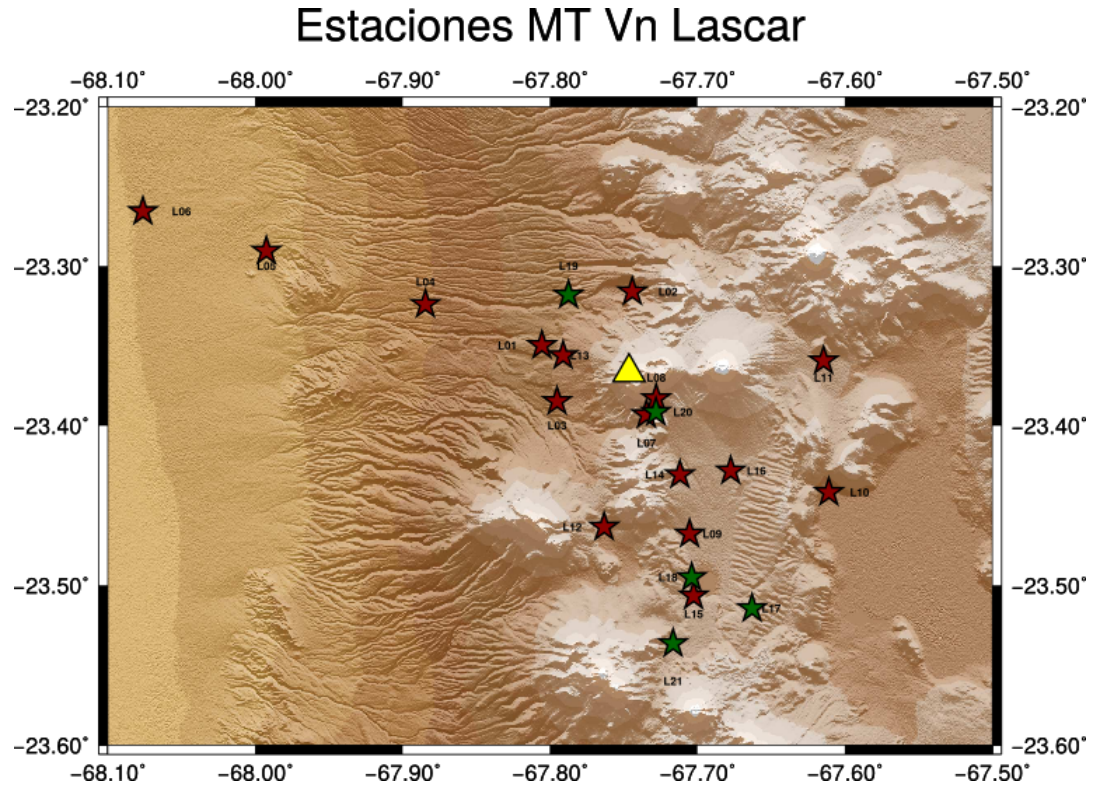 Estaciones MT Vn Lascar
−68.10° −68.00° −67.90° −67.80° −67.70° −67.60° −67.50°
−23.20° −23.20°
L06
L05
L19
−23.30° −23.30°
L04
L02
L01
L13
L08
L11
L20
L03
−23.40° −23.40°
L07
L14
L16
L10
L12
L09
L18
−23.50° −23.50°
L17
L15
L21
−23.60° −23.60°
−68.10° −68.00° −67.90° −67.80° −67.70° −67.60° −67.50°